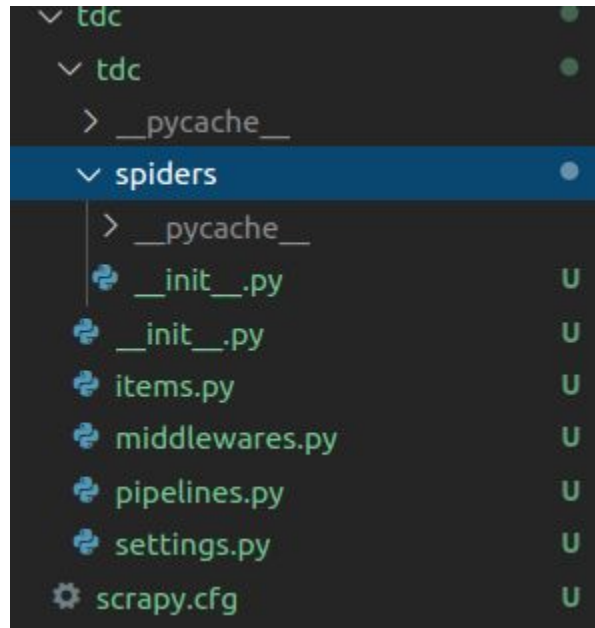 tdc
tdc
__pycache__
spiders
__pycache__
__init__.py U
__init__.py U
items.py U
middlewares.py U
pipelines.py U
settings.py U
scrapy.cfg U